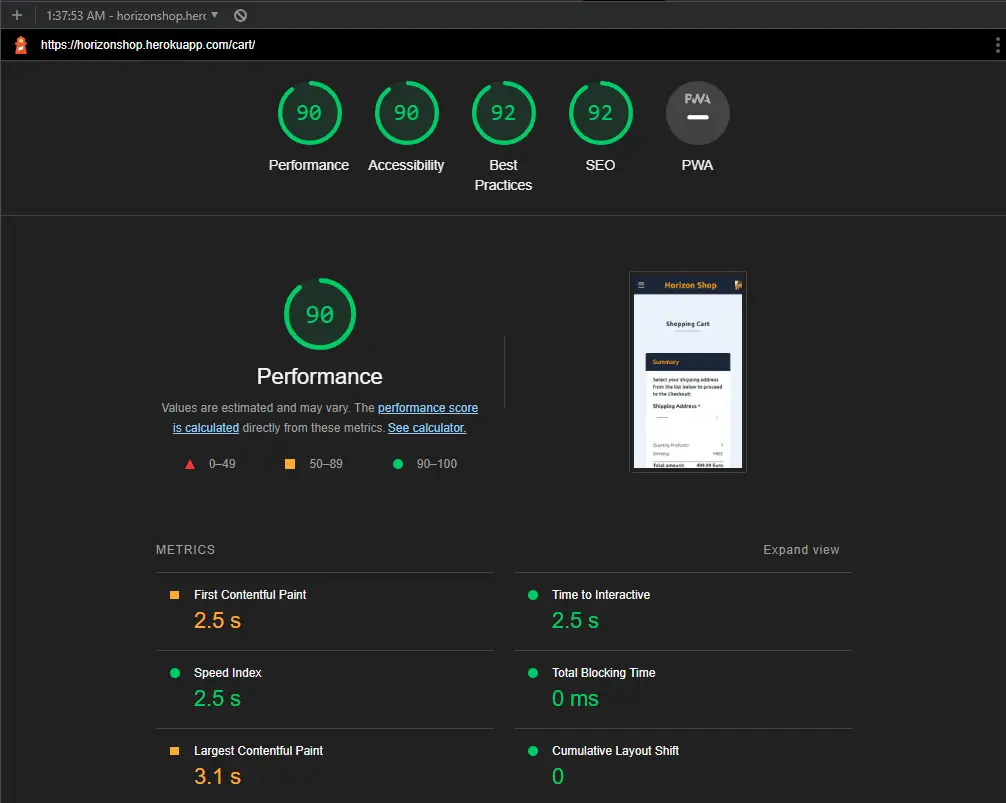 1:37:53 AM - horizonshop.herc
https://horizonshop.herokuapp.com/cart/
90 90 92 92 PWA
Performance Accessibility Best Practices SEO PWA
90
Performance
Values are estimated and may vary. The performance score
is calculated directly from these metrics. See calculator.
0–49 50–89 90–100
Horizon Shop
Shopping Cart
Summary
Select your shipping address
from the list below to proceed
to the Checkout!
Shipping Address *
Quantity Products: 1
Delivery: FREE
Total amount: 499.99 Euro
METRICS Expand view
First Contentful Paint Time to Interactive
2.5 s 2.5 s
Speed Index Total Blocking Time
2.5 s 0 ms
Largest Contentful Paint Cumulative Layout Shift
3.1 s 0